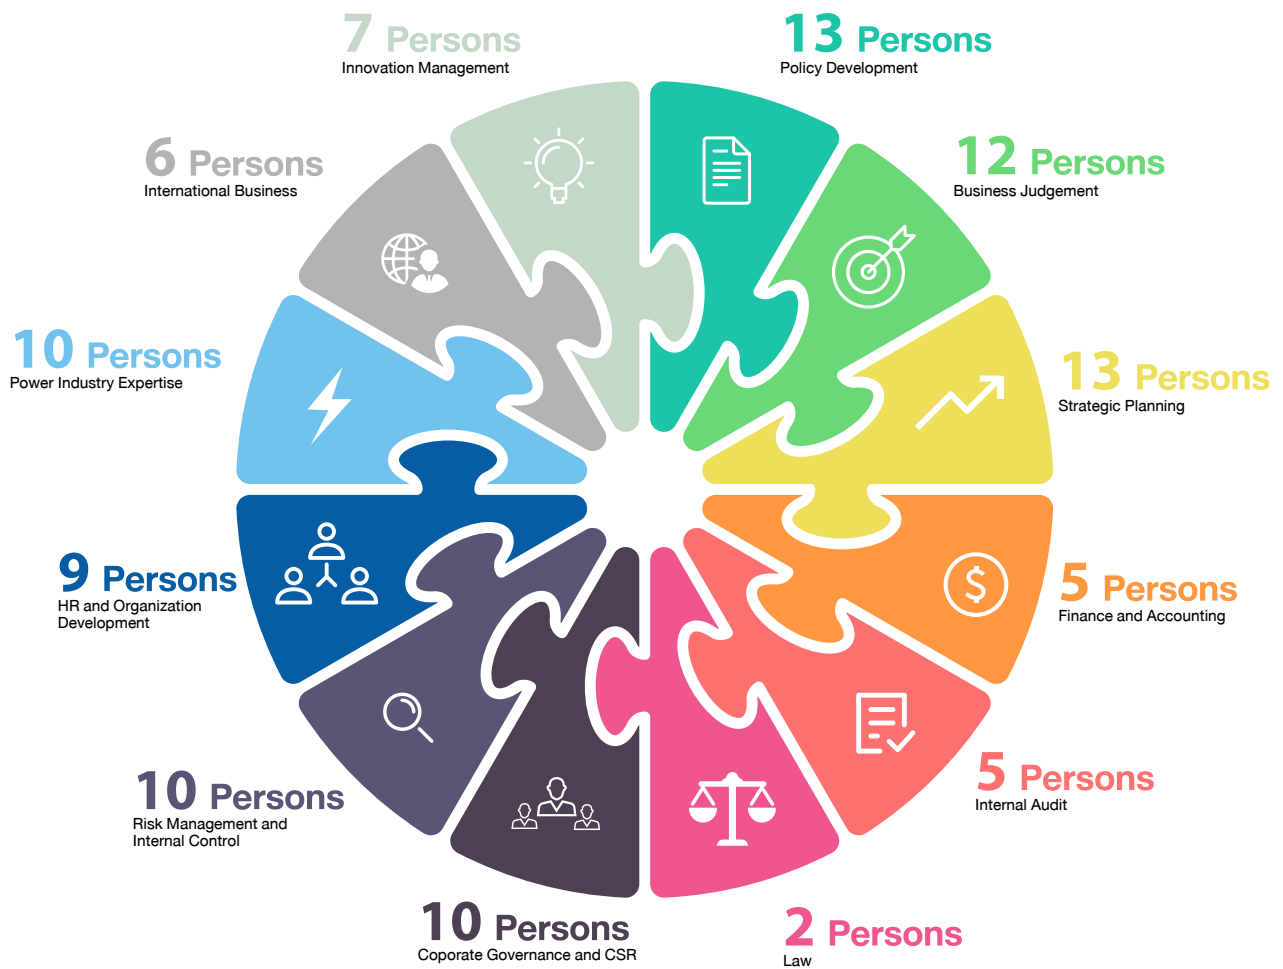 7 Persons
Innovation Management
13 Persons
Policy Development
6 Persons
International Business
12 Persons
Business Judgement
10 Persons
Power Industry Expertise
13 Persons
Strategic Planning
9 Persons
HR and Organization
Development
5 Persons
Finance and Accounting
10 Persons
Risk Management and
Internal Control
5 Persons
Internal Audit
10 Persons
Coporate Governance and CSR
2 Persons
Law
$